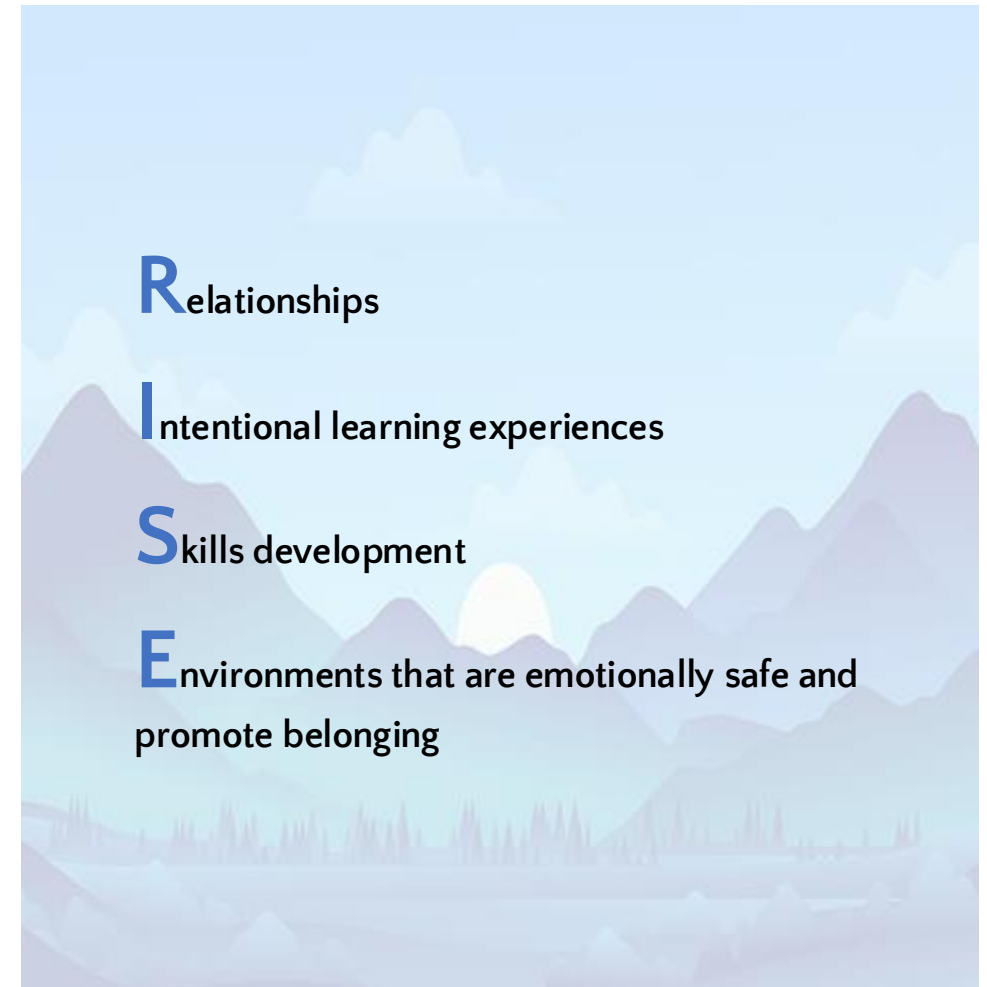 Relationships
Intentional learning experiences
Skills development
Environments that are emotionally safe and
promote belonging